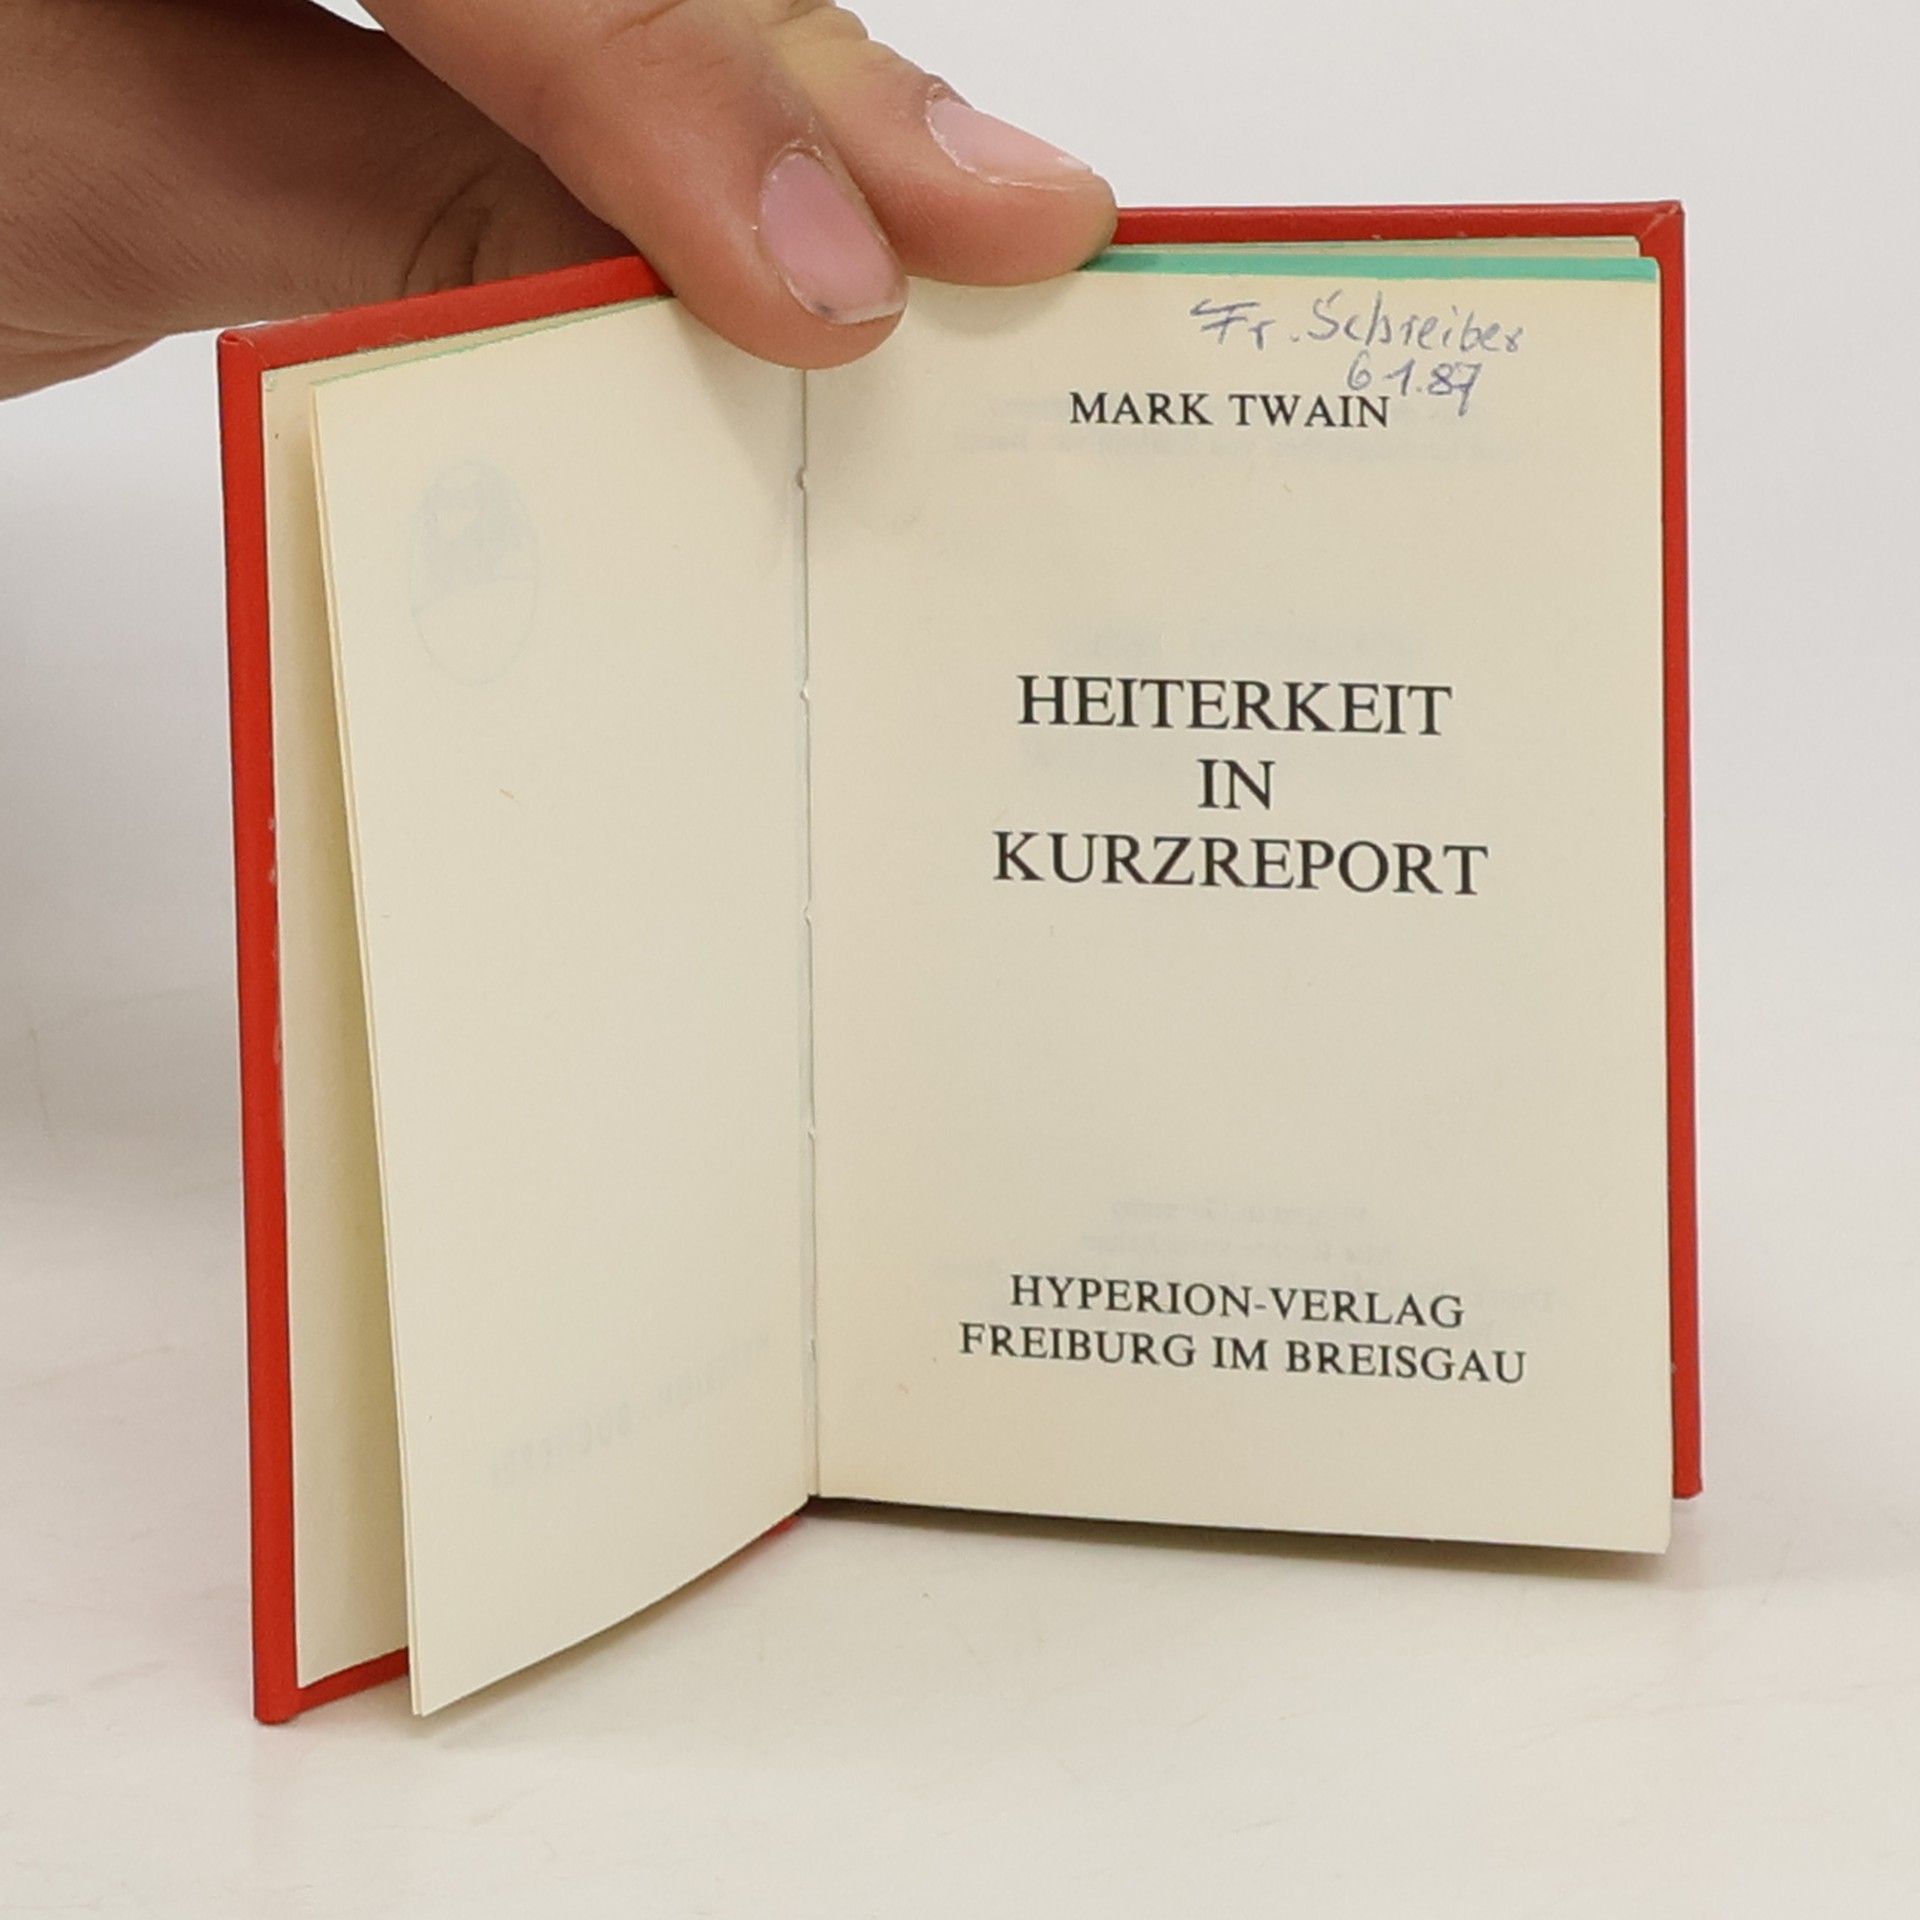 Fr. Schreiber
6 1.87
MARK TWAIN
HEITERKEIT
IN
KURZREPORT
HYPERION-VERLAG
FREIBURG IM BREISGAU